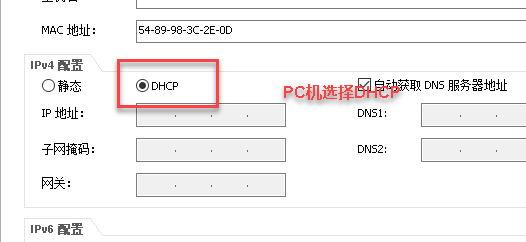 MAC 地址: 54-89-98-3C-2E-0D
IPv4 配置
静态 DHCP 自动获取 DNS 服务器地址
PC机选择DHCP
IP 地址: . . . DNS1: . .
子网掩码: . . . DNS2: . .
网关: . . .
IPv6 配置